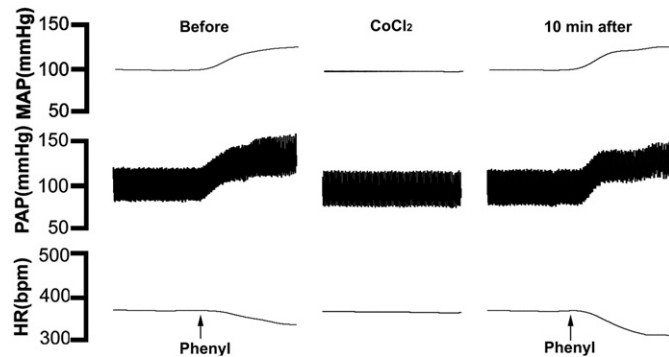 Before CoCl₂ 10 min after
MAP(mmHg)
150
100
50
PAP(mmHg)
150
100
50
HR(bpm)
500
400
300
Phenyl Phenyl